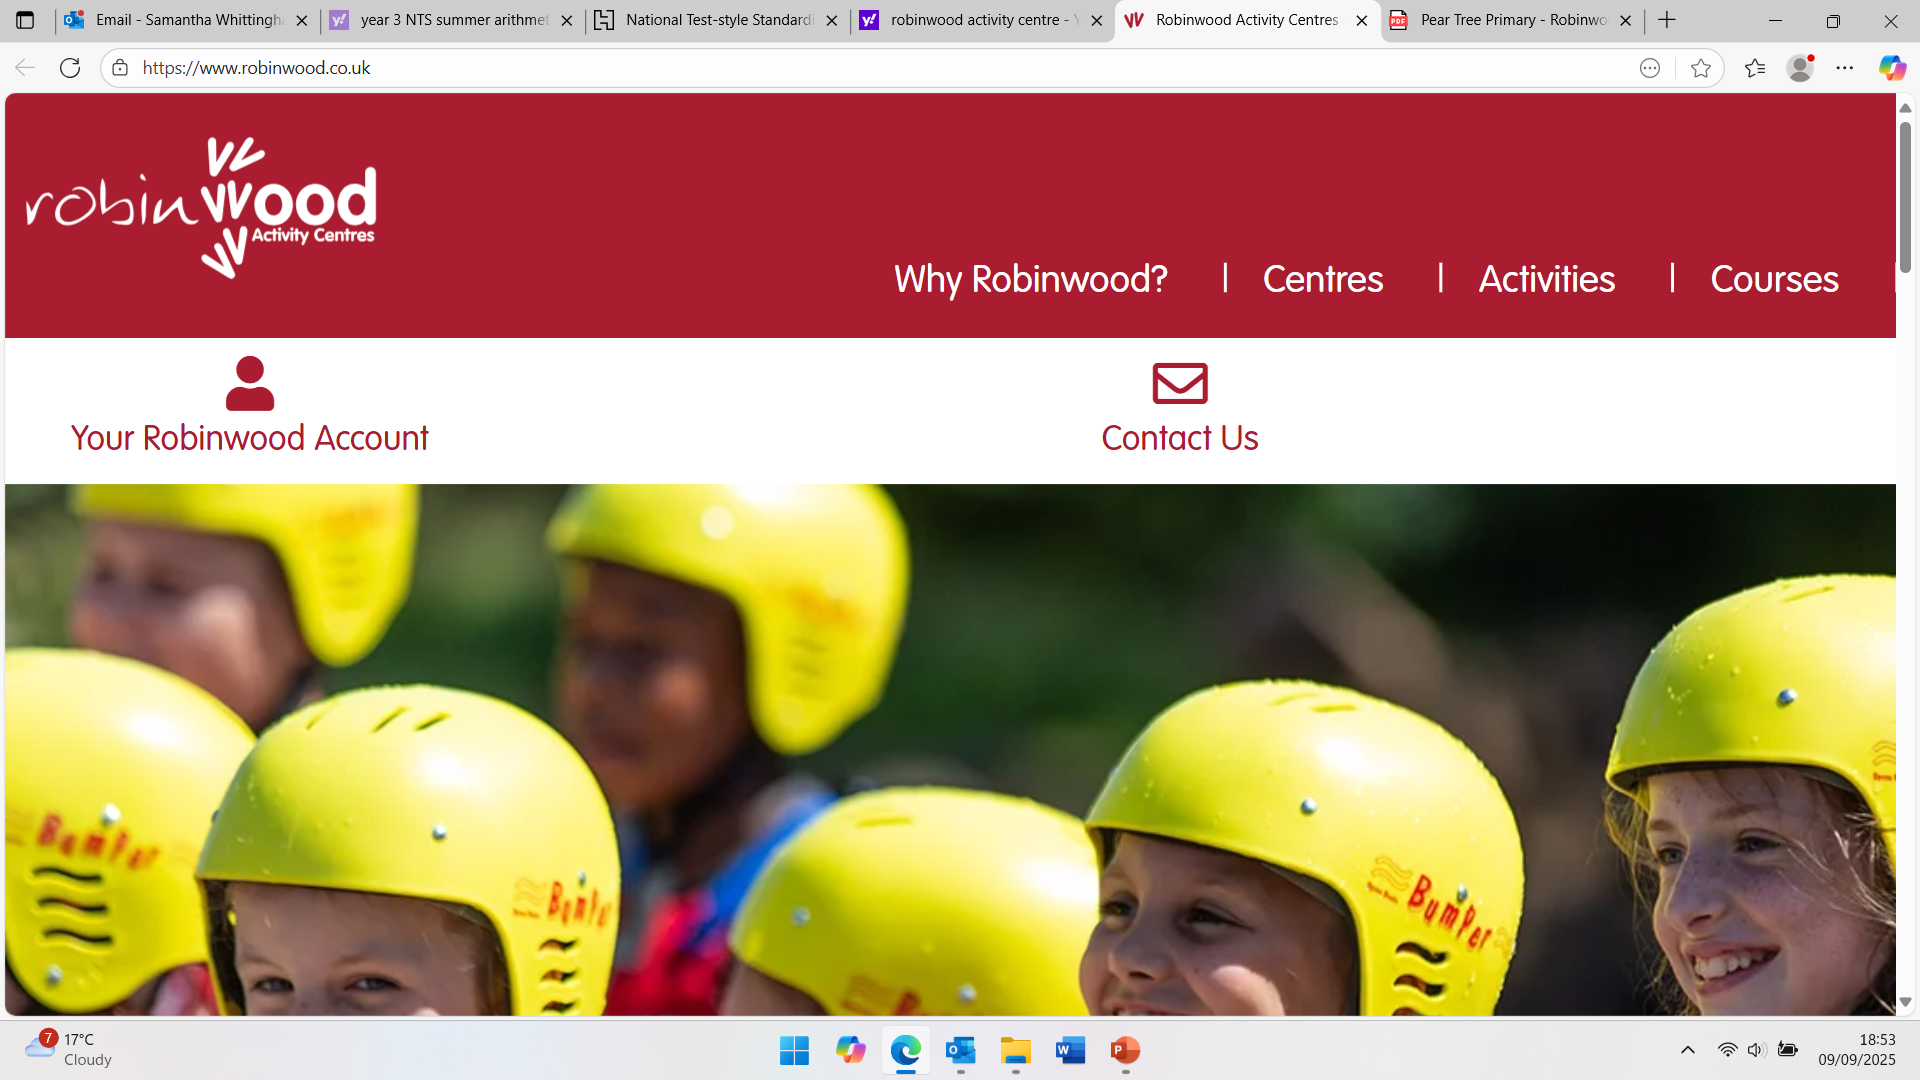 Email - Samantha Whittingh
year 3 NTS summer arithmet
National Test-style Standardi
robinwood activity centre - Y
Robinwood Activity Centres
Pear Tree Primary - Robinwo
https://www.robinwood.co.uk
robinwood
Activity Centres
Why Robinwood? | Centres | Activities | Courses
Your Robinwood Account
Contact Us
Bumper
Bumper
Bumper
7
17°C
Cloudy
18:53
09/09/2025